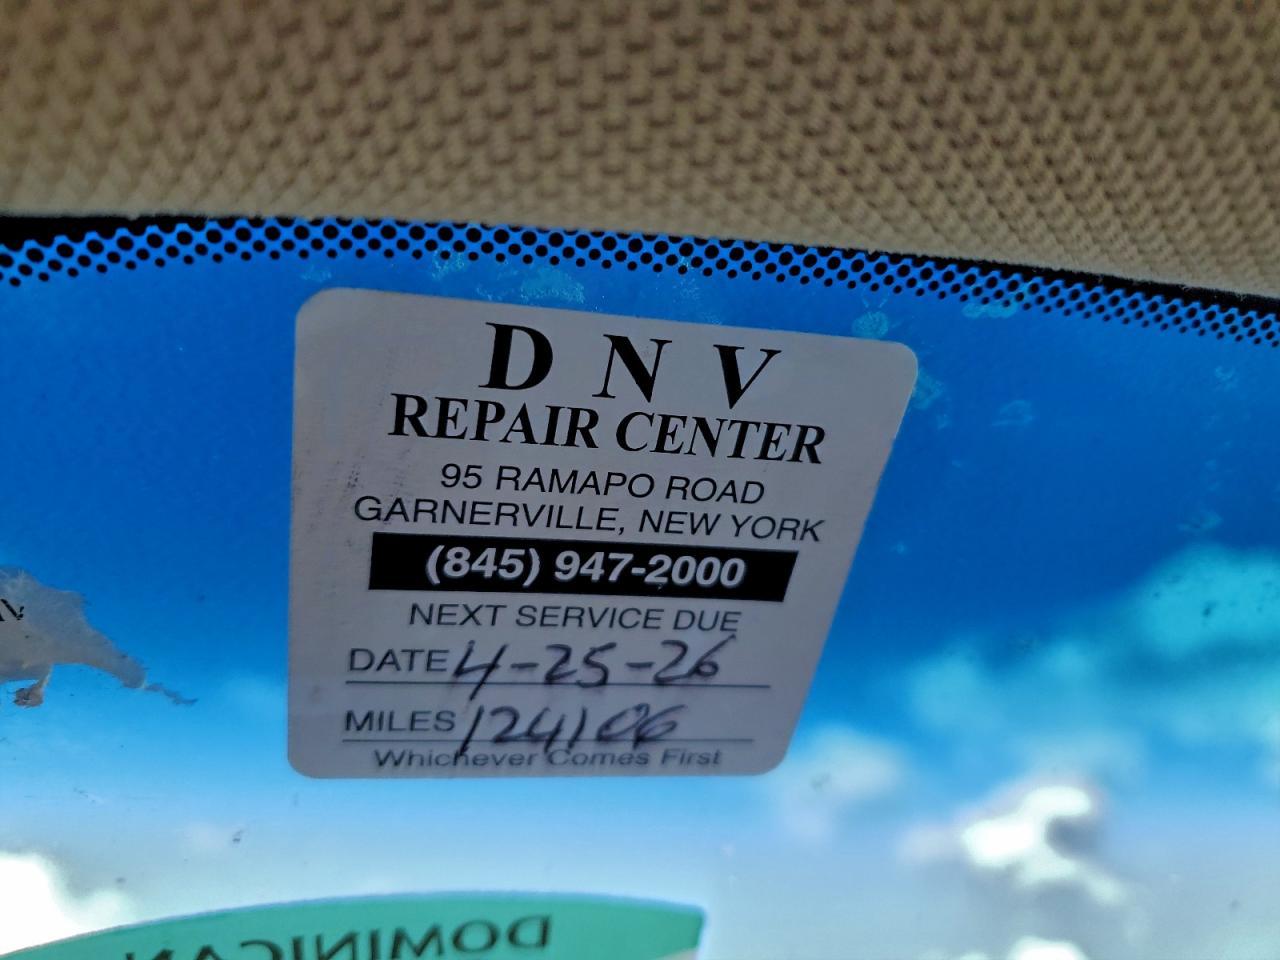 D N V
REPAIR CENTER
95 RAMAPO ROAD
GARNERVILLE, NEW YORK
(845) 947-2000
NEXT SERVICE DUE
DATE 4-25-26
MILES 124106
Whichever Comes First
DOMINICAN